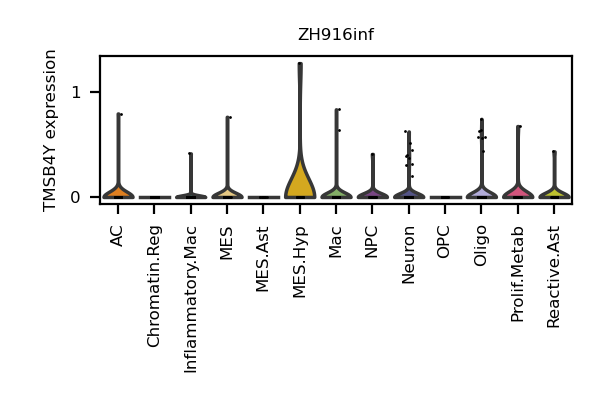 ZH916inf
TMSB4Y expression
1
0
AC
Chromatin.Reg
Inflammatory.Mac
MES
MES.Ast
MES.Hyp
Mac
NPC
Neuron
OPC
Oligo
Prolif.Metab
Reactive.Ast